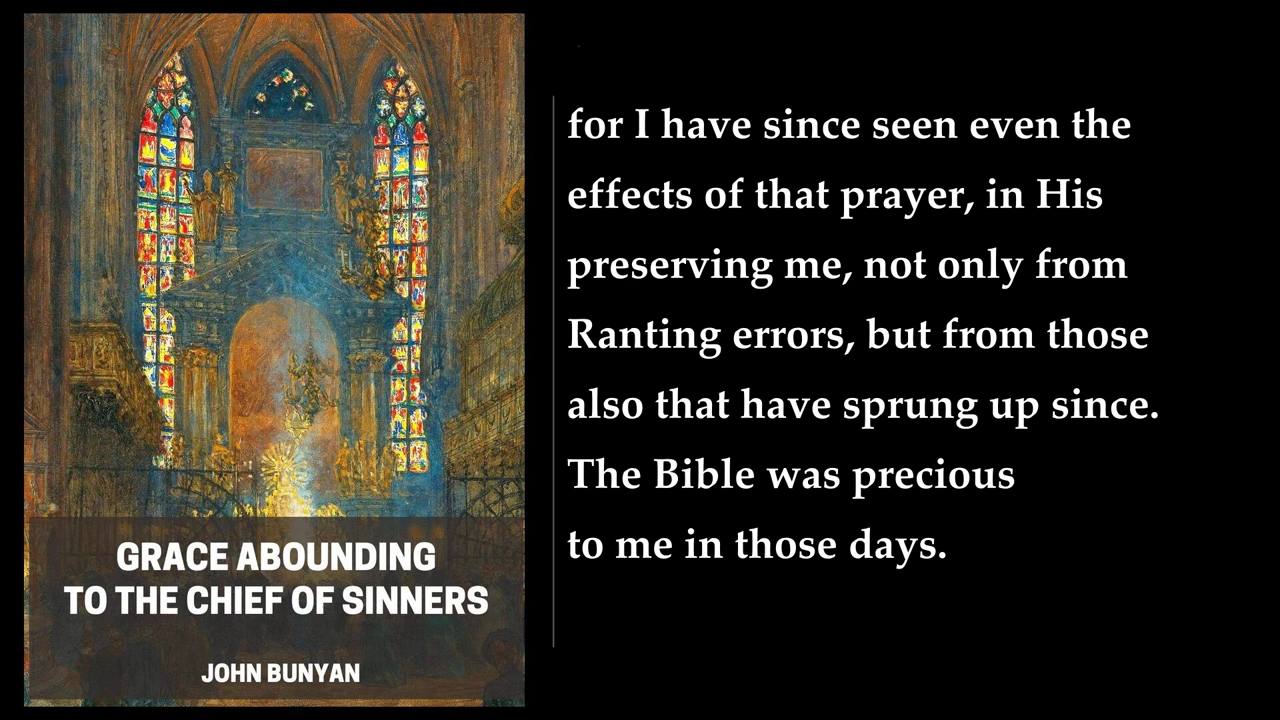 GRACE ABOUNDING
TO THE CHIEF OF SINNERS
JOHN BUNYAN
for I have since seen even the
effects of that prayer, in His
preserving me, not only from
Ranting errors, but from those
also that have sprung up since.
The Bible was precious
to me in those days.